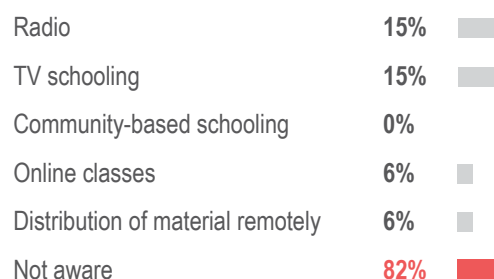 Radio 15%
TV schooling 15%
Community-based schooling 0%
Online classes 6%
Distribution of material remotely 6%
Not aware 82%